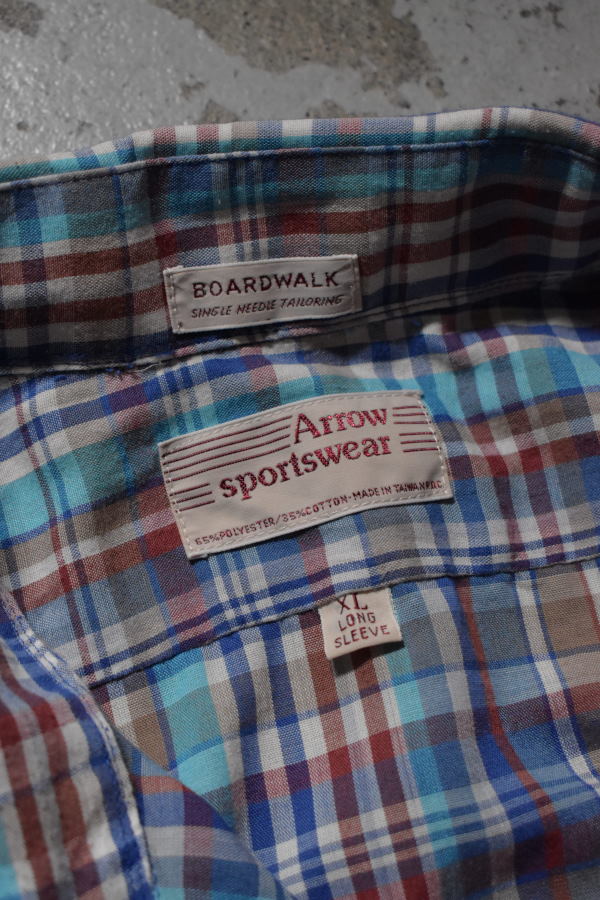 BOARDWALK
SINGLE NEEDLE TAILORING
Arrow
sportswear
65%POLYESTER/35%COTTON-MADE IN TAIWAN R.O.C
XL
LONG
SLEEVE